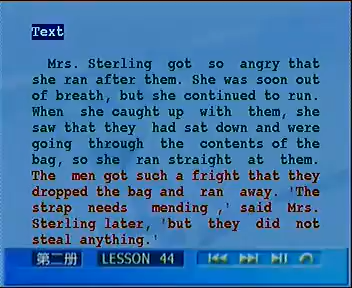 Text
Mrs. Sterling got so angry that
she ran after them. She was soon out
of breath, but she continued to run.
When she caught up with them, she
saw that they had sat down and were
going through the contents of the
bag, so she ran straight at them.
The men got such a fright that they
dropped the bag and ran away. 'The
strap needs mending ,' said Mrs.
Sterling later, 'but they did not
steal anything.'
第二册 LESSON 44